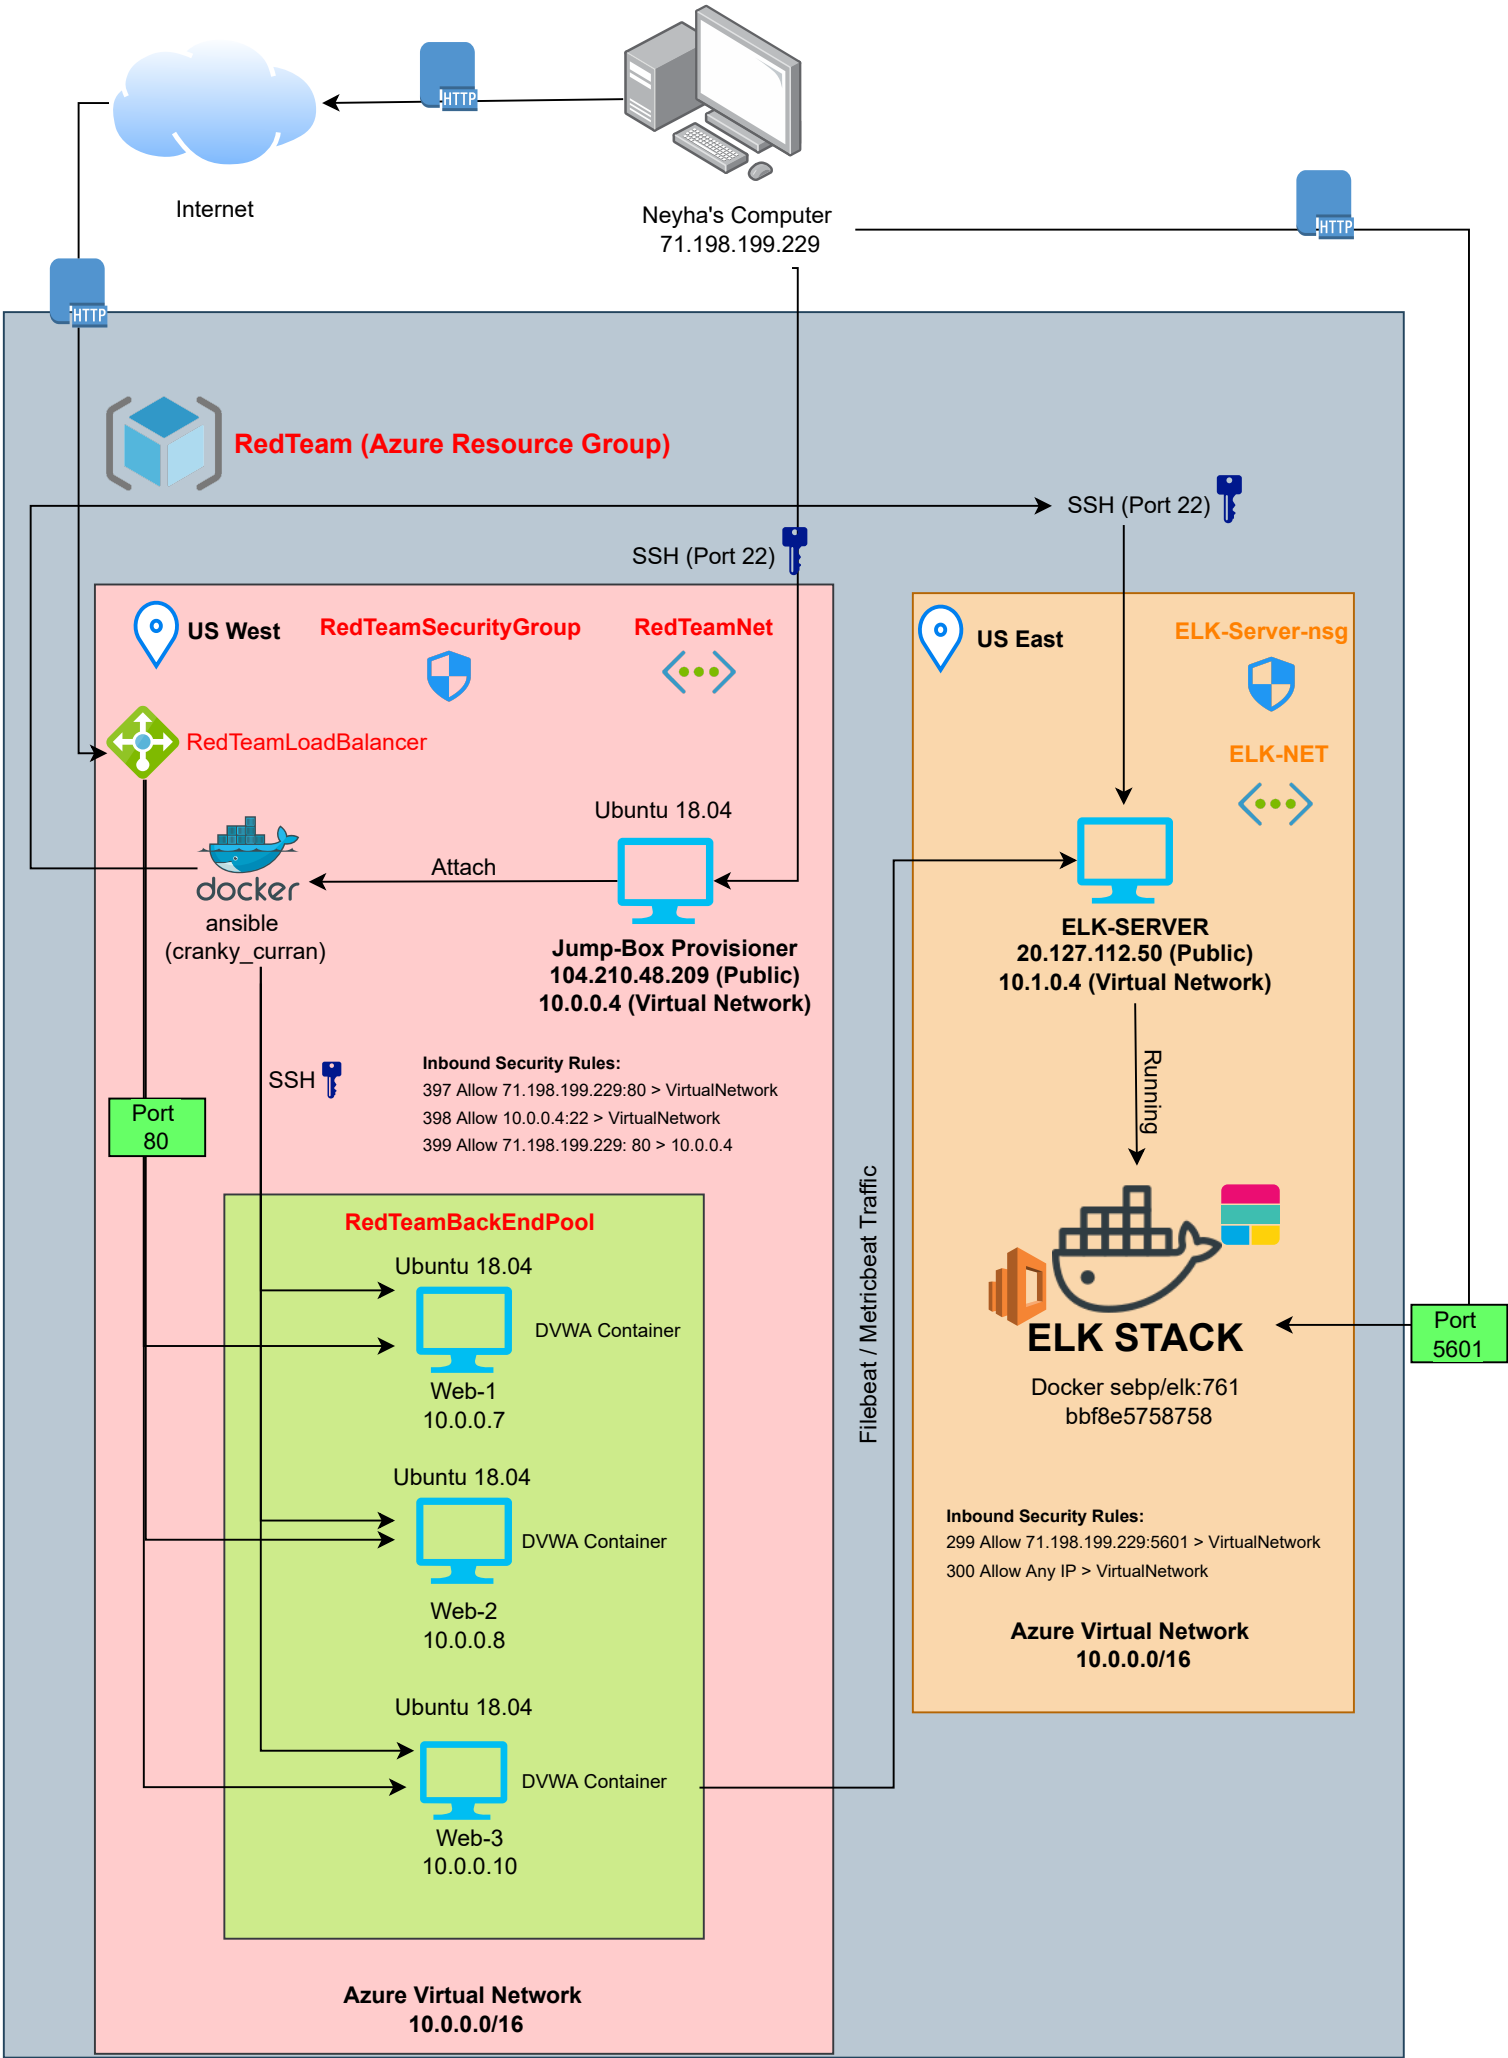 HTTP
Internet
Neyha's Computer
71.198.199.229
HTTP
HTTP
RedTeam (Azure Resource Group)
SSH (Port 22)
SSH (Port 22)
US West
RedTeamSecurityGroup
RedTeamNet
US East
ELK-Server-nsg
RedTeamLoadBalancer
ELK-NET
Ubuntu 18.04
Attach
docker
ansible
(cranky_curran)
Jump-Box Provisioner
104.210.48.209 (Public)
10.0.0.4 (Virtual Network)
ELK-SERVER
20.127.112.50 (Public)
10.1.0.4 (Virtual Network)
SSH
Inbound Security Rules:
397 Allow 71.198.199.229:80 > VirtualNetwork
398 Allow 10.0.0.4:22 > VirtualNetwork
399 Allow 71.198.199.229: 80 > 10.0.0.4
Running
Port
80
RedTeamBackEndPool
Ubuntu 18.04
DVWA Container
Web-1
10.0.0.7
Ubuntu 18.04
DVWA Container
Web-2
10.0.0.8
Ubuntu 18.04
DVWA Container
Web-3
10.0.0.10
Azure Virtual Network
10.0.0.0/16
Filebeat / Metricbeat Traffic
ELK STACK
Docker sebp/elk:761
bbf8e5758758
Port
5601
Inbound Security Rules:
299 Allow 71.198.199.229:5601 > VirtualNetwork
300 Allow Any IP > VirtualNetwork
Azure Virtual Network
10.0.0.0/16